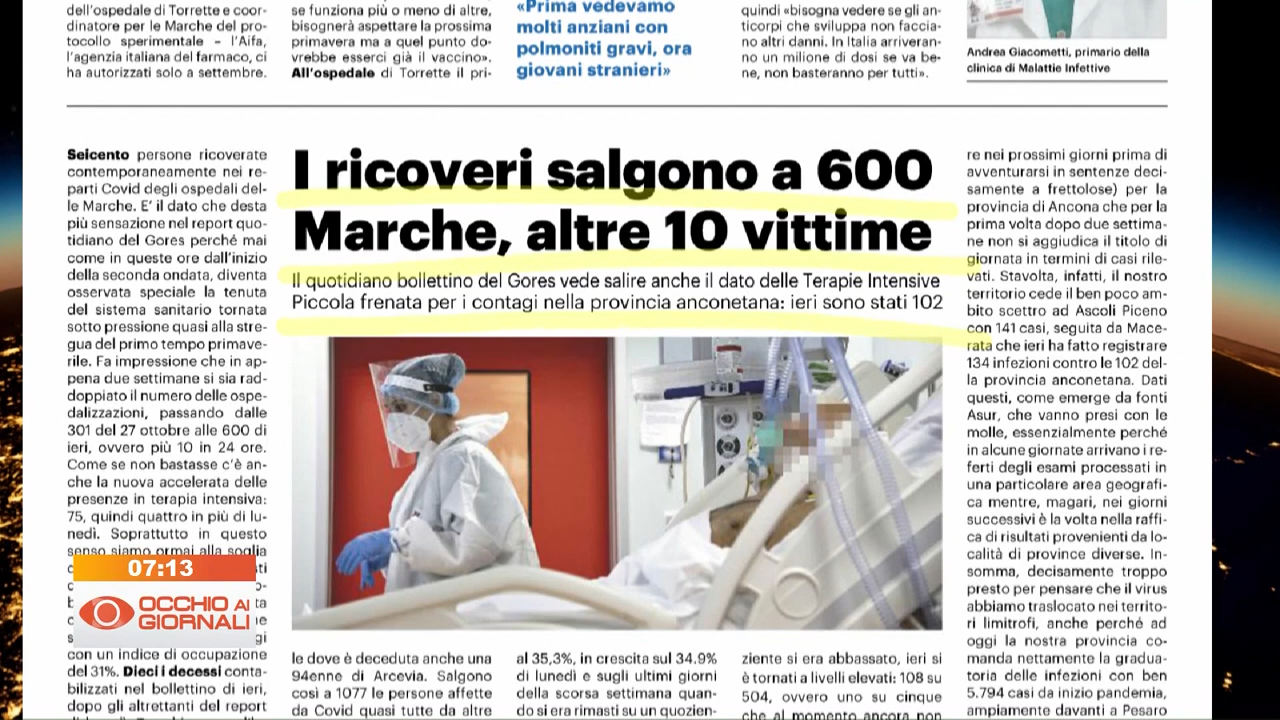 dell'ospedale di Torrette e coor-
dinatore per le Marche del pro-
tocollo sperimentale – l'Aifa,
l'agenzia italiana del farmaco, ci
ha autorizzati solo a settembre.
se funziona più o meno di altre,
bisognerà aspettare la prossima
primavera ma a quel punto do-
vrebbe esserci già il vaccino».
All'ospedale di Torrette il pri-
«Prima vedevamo
molti anziani con
polmoniti gravi, ora
giovani stranieri»
quindi «bisogna vedere se gli an-
ticorpi che sviluppa non faccia-
no altri danni. In Italia arriveran-
no un milione di dosi se va be-
ne, non basteranno per tutti».
Andrea Giacometti, primario della
clinica di Malattie Infettive
I ricoveri salgono a 600
Marche, altre 10 vittime
Il quotidiano bollettino del Gores vede salire anche il dato delle Terapie Intensive
Piccola frenata per i contagi nella provincia anconetana: ieri sono stati 102
Seicento persone ricoverate
contemporaneamente nei re-
parti Covid degli ospedali del-
le Marche. E' il dato che desta
più sensazione nel report quo-
tidiano del Gores perché mai
come in queste ore dall'inizio
della seconda ondata, diventa
osservata speciale la tenuta
del sistema sanitario tornata
sotto pressione quasi alla stre-
gua del primo tempo primave-
rile. Fa impressione che in ap-
pena due settimane si sia rad-
doppiato il numero delle ospe-
dalizzazioni, passando dalle
301 del 27 ottobre alle 600 di
ieri, ovvero più 10 in 24 ore.
Come se non bastasse c'è an-
che la nuova accelerata delle
presenze in terapia intensiva:
75, quindi quattro in più di lu-
nedì. Soprattutto in questo
senso siamo ormai alla soglia
07:13
OCCHIO AI
GIORNALI
con un indice di occupazione
del 31%. Dieci i decessi conta-
bilizzati nel bollettino di ieri,
dopo gli altrettanti del report
le dove è deceduta anche una
94enne di Arcevia. Salgono
così a 1077 le persone affette
da Covid quasi tutte da altre
al 35,3%, in crescita sul 34.9%
di lunedì e sugli ultimi giorni
della scorsa settimana quan-
do si era rimasti su un quozien-
ziente si era abbassato, ieri si
è tornati a livelli elevati: 108 su
504, ovvero uno su cinque
che al momento ancora non
re nei prossimi giorni prima di
avventurarsi in sentenze deci-
samente a frettolose) per la
provincia di Ancona che per la
prima volta dopo due settima-
ne non si aggiudica il titolo di
giornata in termini di casi rile-
vati. Stavolta, infatti, il nostro
territorio cede il ben poco am-
bito scettro ad Ascoli Piceno
con 141 casi, seguita da Mace-
rata che ieri ha fatto registrare
134 infezioni contro le 102 del-
la provincia anconetana. Dati
questi, come emerge da fonti
Asur, che vanno presi con le
molle, essenzialmente perché
in alcune giornate arrivano i re-
ferti degli esami processati in
una particolare area geografi-
ca mentre, magari, nei giorni
successivi è la volta nella raffi-
ca di risultati provenienti da lo-
calità di province diverse. In-
somma, decisamente troppo
presto per pensare che il virus
abbiamo traslocato nei territo-
ri limitrofi, anche perché ad
oggi la nostra provincia co-
manda nettamente la gradua-
toria delle infezioni con ben
5.794 casi da inizio pandemia,
ampiamente davanti a Pesaro